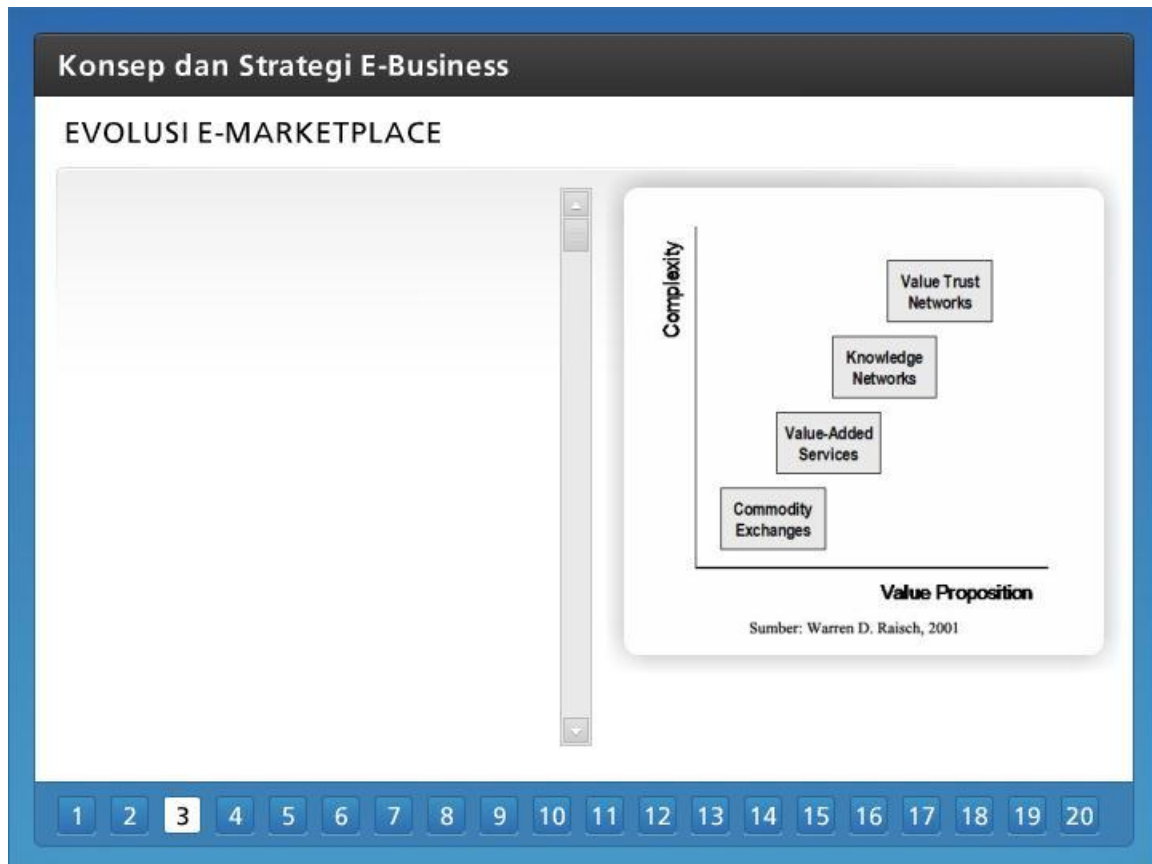 Konsep dan Strategi E-Business
EVOLUSI E-MARKETPLACE
Complexity
Value Trust
Networks
Knowledge
Networks
Value-Added
Services
Commodity
Exchanges
Value Proposition
Sumber: Warren D. Raisch, 2001
1 2 3 4 5 6 7 8 9 10 11 12 13 14 15 16 17 18 19 20